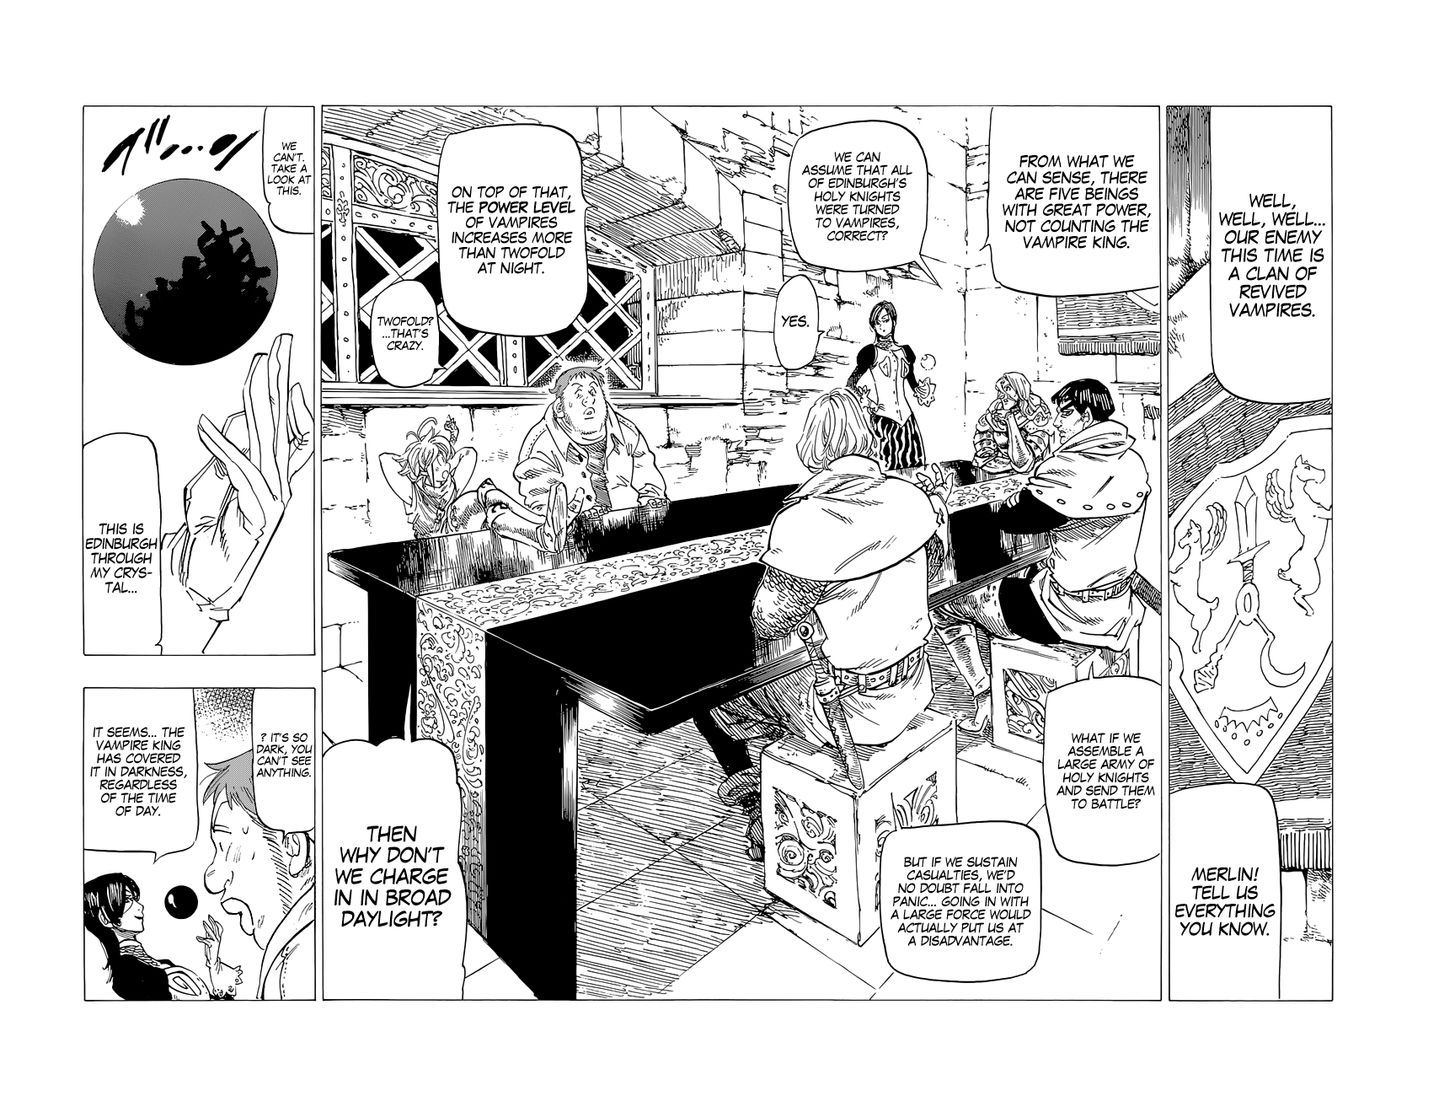 WELL,
WELL, WELL...
OUR ENEMY
THIS TIME IS
A CLAN OF
REVIVED
VAMPIRES.
MERLIN!
TELL US
EVERYTHING
YOU KNOW.
FROM WHAT WE
CAN SENSE, THERE
ARE FIVE BEINGS
WITH GREAT POWER,
NOT COUNTING THE
VAMPIRE KING.
WE CAN
ASSUME THAT ALL
OF EDINBURGH'S
HOLY KNIGHTS
WERE TURNED
TO VAMPIRES,
CORRECT?
YES.
ON TOP OF THAT,
THE POWER LEVEL
OF VAMPIRES
INCREASES MORE
THAN TWOFOLD
AT NIGHT.
TWOFOLD?
...THAT'S
CRAZY.
WHAT IF WE
ASSEMBLE A
LARGE ARMY OF
HOLY KNIGHTS
AND SEND THEM
TO BATTLE?
BUT IF WE SUSTAIN
CASUALTIES, WE'D
NO DOUBT FALL INTO
PANIC... GOING IN WITH
A LARGE FORCE WOULD
ACTUALLY PUT US AT
A DISADVANTAGE.
THEN
WHY DON'T
WE CHARGE
IN IN BROAD
DAYLIGHT?
WE
CAN'T.
TAKE A
LOOK AT
THIS.
ズ...ッ
THIS IS
EDINBURGH
THROUGH
MY CRYS-
TAL...
? IT'S SO
DARK, YOU
CAN'T SEE
ANYTHING.
IT SEEMS... THE
VAMPIRE KING
HAS COVERED
IT IN DARKNESS,
REGARDLESS
OF THE TIME
OF DAY.